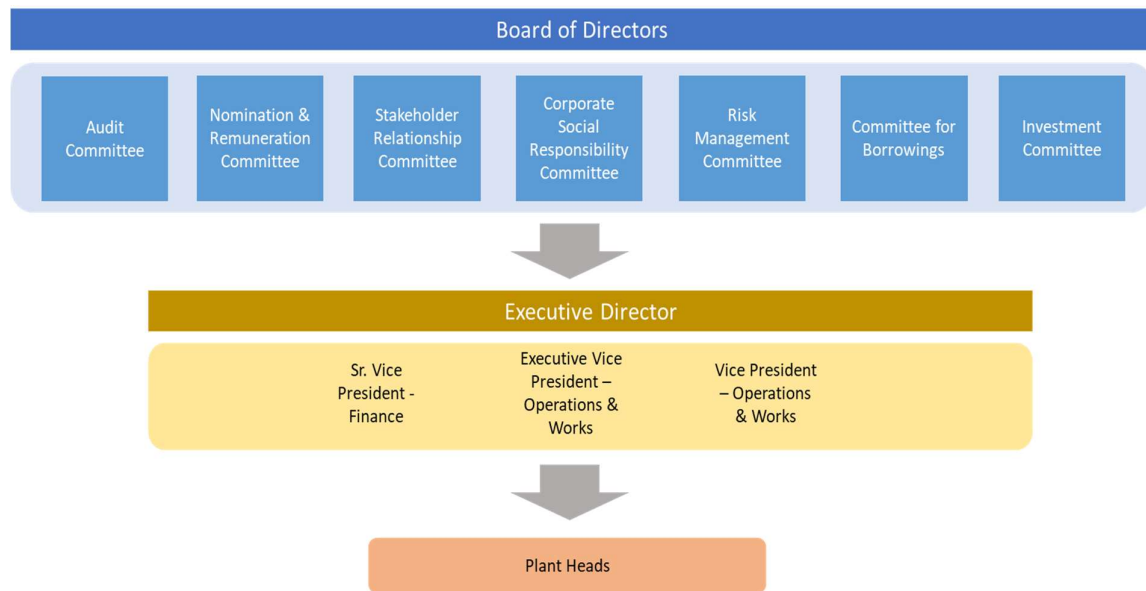 Board of Directors
Audit
Committee
Nomination &
Remuneration
Committee
Stakeholder
Relationship
Committee
Corporate
Social
Responsibility
Committee
Risk
Management
Committee
Committee for
Borrowings
Investment
Committee
Executive Director
Sr. Vice
President -
Finance
Executive Vice
President –
Operations &
Works
Vice President
– Operations
& Works
Plant Heads